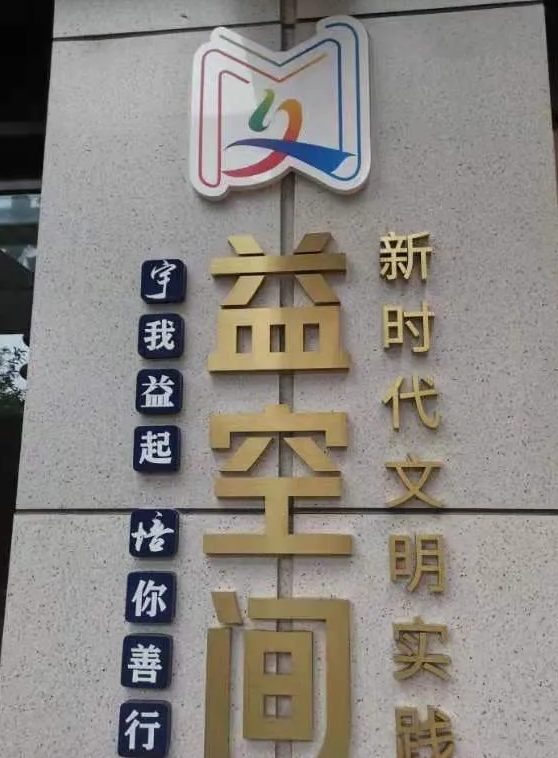 新时代文明实践
益空间
宇我益起 培你善行